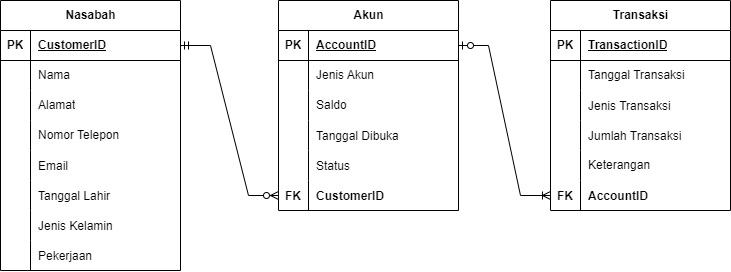 Nasabah
PK CustomerID
Nama
Alamat
Nomor Telepon
Email
Tanggal Lahir
Jenis Kelamin
Pekerjaan
Akun
PK AccountID
Jenis Akun
Saldo
Tanggal Dibuka
Status
FK CustomerID
Transaksi
PK TransactionID
Tanggal Transaksi
Jenis Transaksi
Jumlah Transaksi
Keterangan
FK AccountID